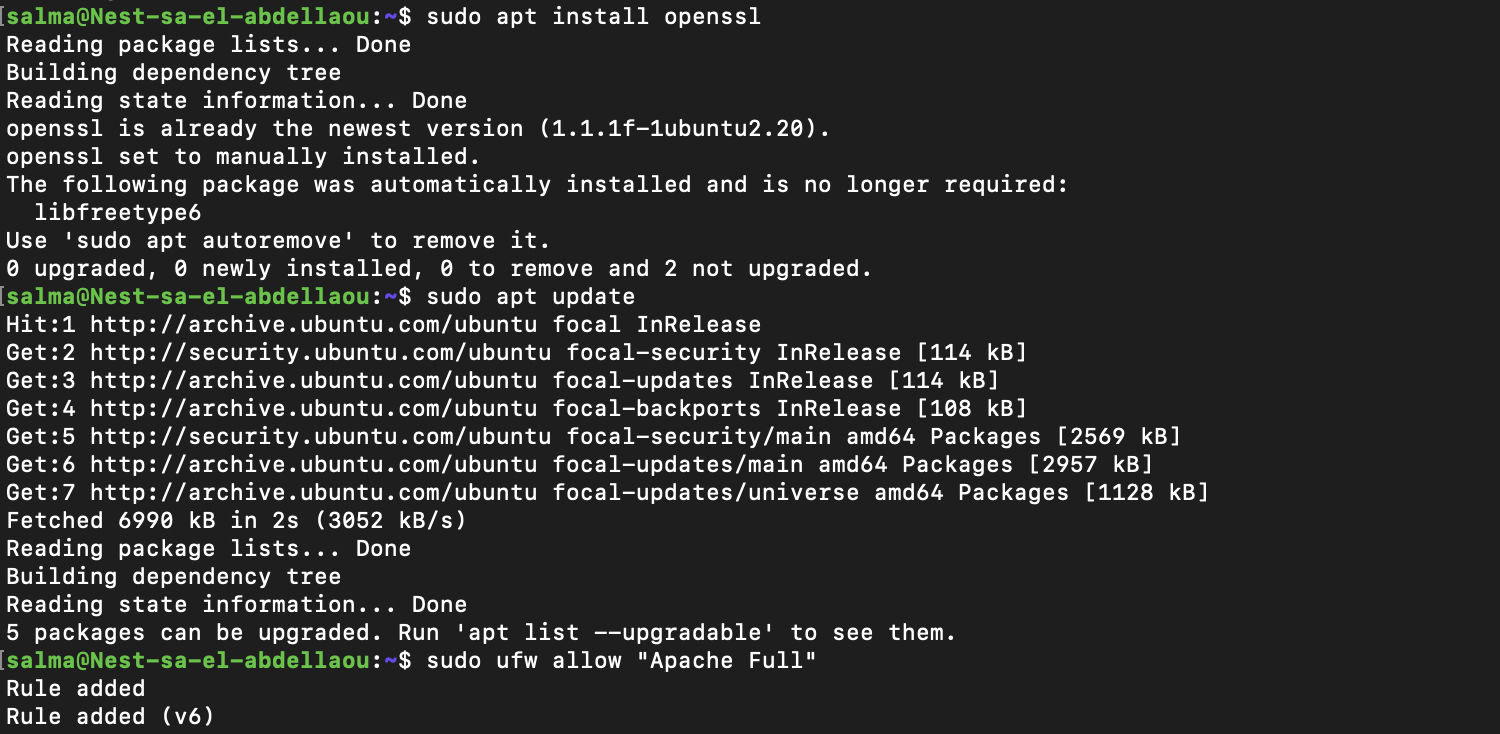 [salma@Nest-sa-el-abdellaou:~$ sudo apt install openssl
Reading package lists... Done
Building dependency tree
Reading state information... Done
openssl is already the newest version (1.1.1f-1ubuntu2.20).
openssl set to manually installed.
The following package was automatically installed and is no longer required:
  libfreetype6
Use 'sudo apt autoremove' to remove it.
0 upgraded, 0 newly installed, 0 to remove and 2 not upgraded.
[salma@Nest-sa-el-abdellaou:~$ sudo apt update
Hit:1 http://archive.ubuntu.com/ubuntu focal InRelease
Get:2 http://security.ubuntu.com/ubuntu focal-security InRelease [114 kB]
Get:3 http://archive.ubuntu.com/ubuntu focal-updates InRelease [114 kB]
Get:4 http://archive.ubuntu.com/ubuntu focal-backports InRelease [108 kB]
Get:5 http://security.ubuntu.com/ubuntu focal-security/main amd64 Packages [2569 kB]
Get:6 http://archive.ubuntu.com/ubuntu focal-updates/main amd64 Packages [2957 kB]
Get:7 http://archive.ubuntu.com/ubuntu focal-updates/universe amd64 Packages [1128 kB]
Fetched 6990 kB in 2s (3052 kB/s)
Reading package lists... Done
Building dependency tree
Reading state information... Done
5 packages can be upgraded. Run 'apt list --upgradable' to see them.
[salma@Nest-sa-el-abdellaou:~$ sudo ufw allow "Apache Full"
Rule added
Rule added (v6)